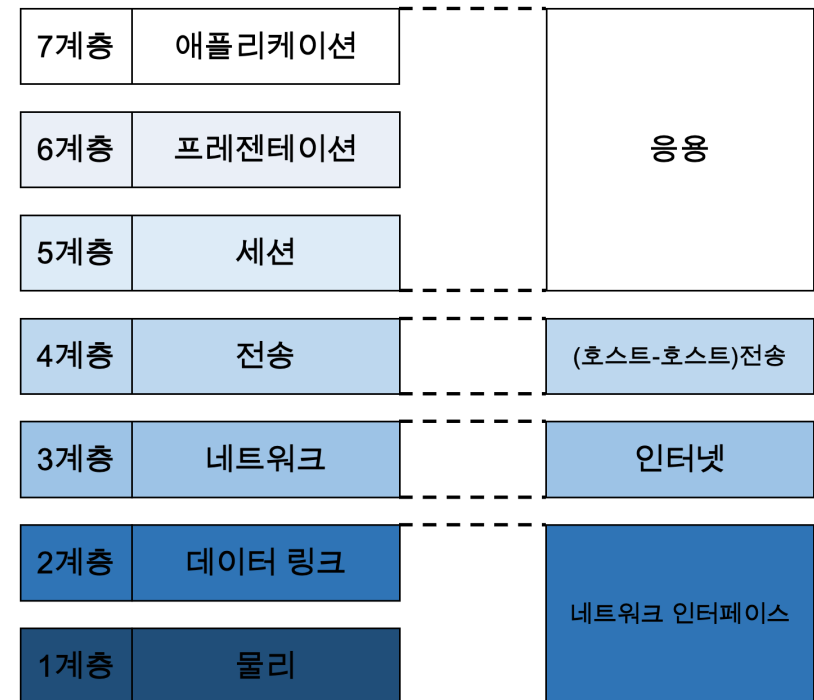 7계층 애플리케이션
6계층 프레젠테이션
5계층 세션
응용
4계층 전송
(호스트-호스트)전송
3계층 네트워크
인터넷
2계층 데이터 링크
1계층 물리
네트워크 인터페이스